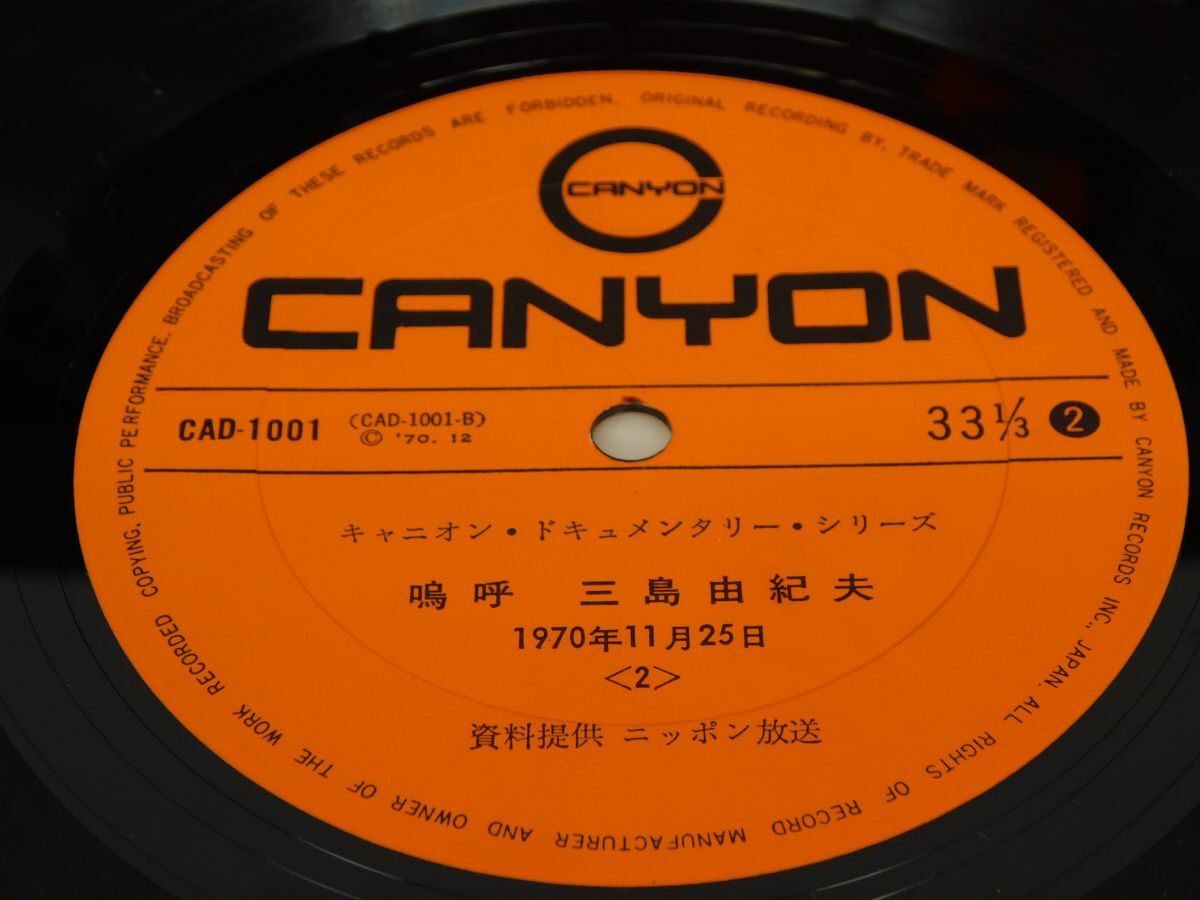 CANYON
CANYON
CAD-1001 (CAD-1001-B)
Ⓒ '70. 12
33⅓ 2
キャニオン・ドキュメンタリー・シリーズ
嗚呼 三島由紀夫
1970年11月25日
<2>
資料提供 ニッポン放送
ORIGINAL RECORDING BY, TRADE MARK REGISTERED AND MADE BY CANYON RECORDS INC., JAPAN. ALL RIGHTS OF RECORD MANUFACTURER AND OWNER OF THE WORK RECORDED COPYING, PUBLIC PERFORMANCE, BROADCASTING OF THESE RECORDS ARE FORBIDDEN.